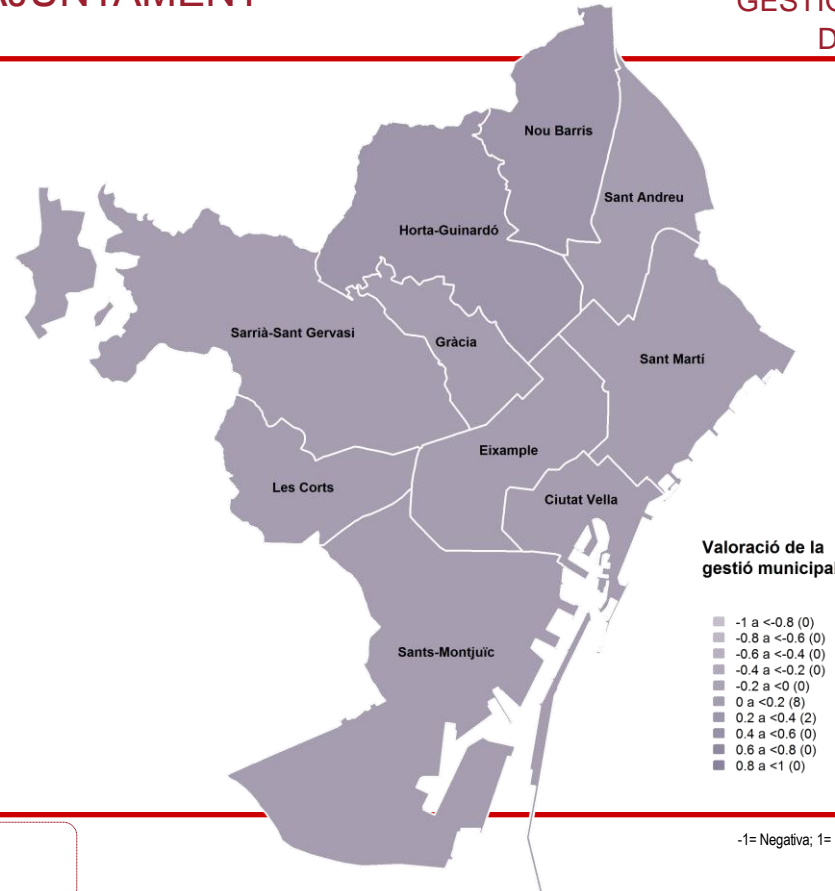 AJUNTAMENT
GESTIÓ
D
Nou Barris
Sant Andreu
Horta-Guinardó
Sarrià-Sant Gervasi
Gràcia
Sant Martí
Eixample
Les Corts
Ciutat Vella
Sants-Montjuïc
Valoració de la
gestió municipal
-1 a <-0.8 (0)
-0.8 a <-0.6 (0)
-0.6 a <-0.4 (0)
-0.4 a <-0.2 (0)
-0.2 a <0 (0)
0 a <0.2 (8)
0.2 a <0.4 (2)
0.4 a <0.6 (0)
0.6 a <0.8 (0)
0.8 a <1 (0)
-1= Negativa; 1=